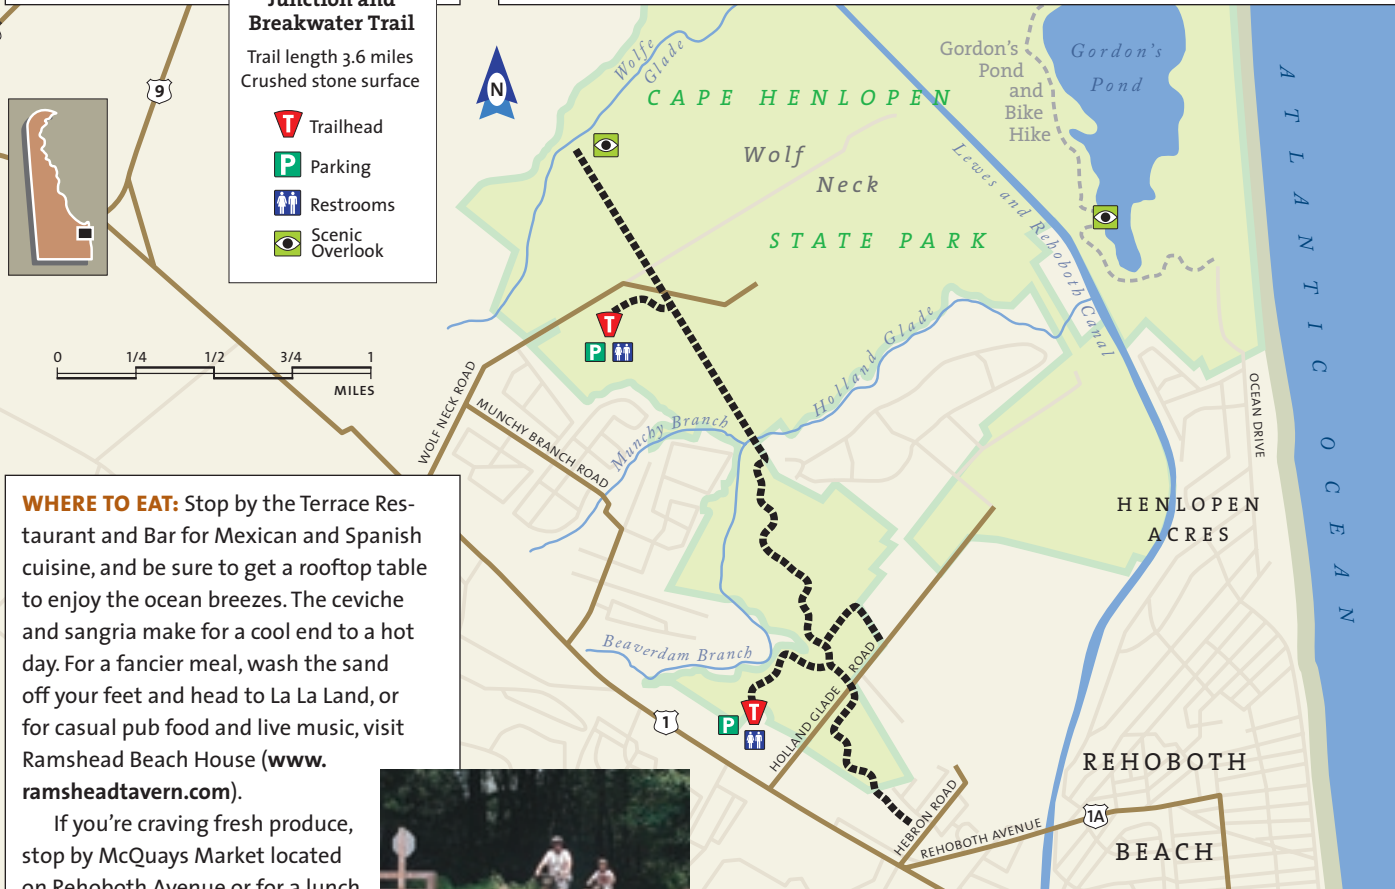 Junction and
Breakwater Trail
Trail length 3.6 miles
Crushed stone surface
T Trailhead
P Parking
Restrooms
Scenic
Overlook
9
N
0 1/4 1/2 3/4 1
MILES
Wolfe
Glade
CAPE HENLOPEN
Wolf
Neck
STATE PARK
Gordon's
Pond
and
Bike
Hike
Gordon's
Pond
Lewes and Rehoboth Canal
ATLANTIC OCEAN
OCEAN DRIVE
T
P
Holland Glade
WOLF NECK ROAD
MUNCHY BRANCH ROAD
Munchy Branch
HENLOPEN
ACRES
Beaverdam Branch
T
P
1
HOLLAND GLADE ROAD
HEBRON ROAD
REHOBOTH AVENUE
1A
REHOBOTH
BEACH
WHERE TO EAT: Stop by the Terrace Res-
taurant and Bar for Mexican and Spanish
cuisine, and be sure to get a rooftop table
to enjoy the ocean breezes. The ceviche
and sangria make for a cool end to a hot
day. For a fancier meal, wash the sand
off your feet and head to La La Land, or
for casual pub food and live music, visit
Ramshead Beach House (www.
ramsheadtavern.com).
If you're craving fresh produce,
stop by McQuays Market located
on Rehoboth Avenue or for a lunch